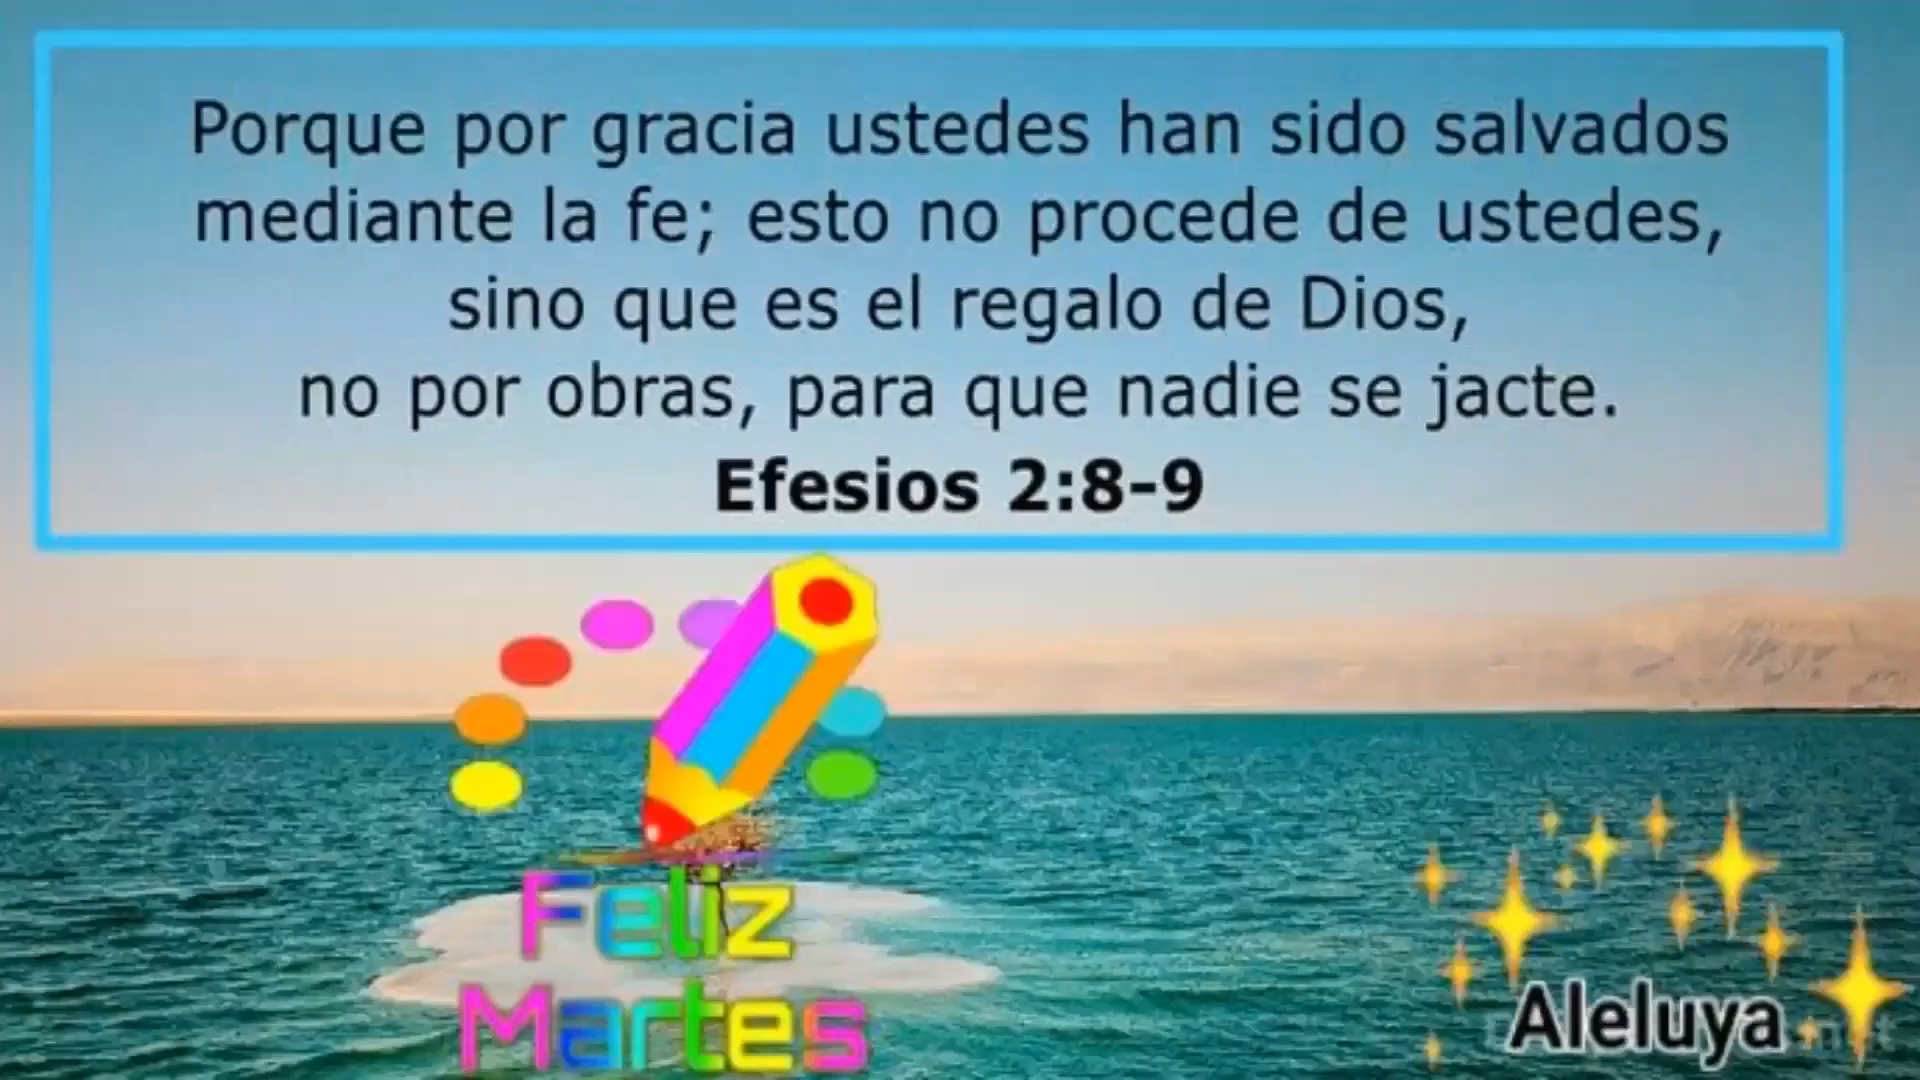 Porque por gracia ustedes han sido salvados
mediante la fe; esto no procede de ustedes,
sino que es el regalo de Dios,
no por obras, para que nadie se jacte.
Efesios 2:8-9
Feliz
Martes
Aleluya